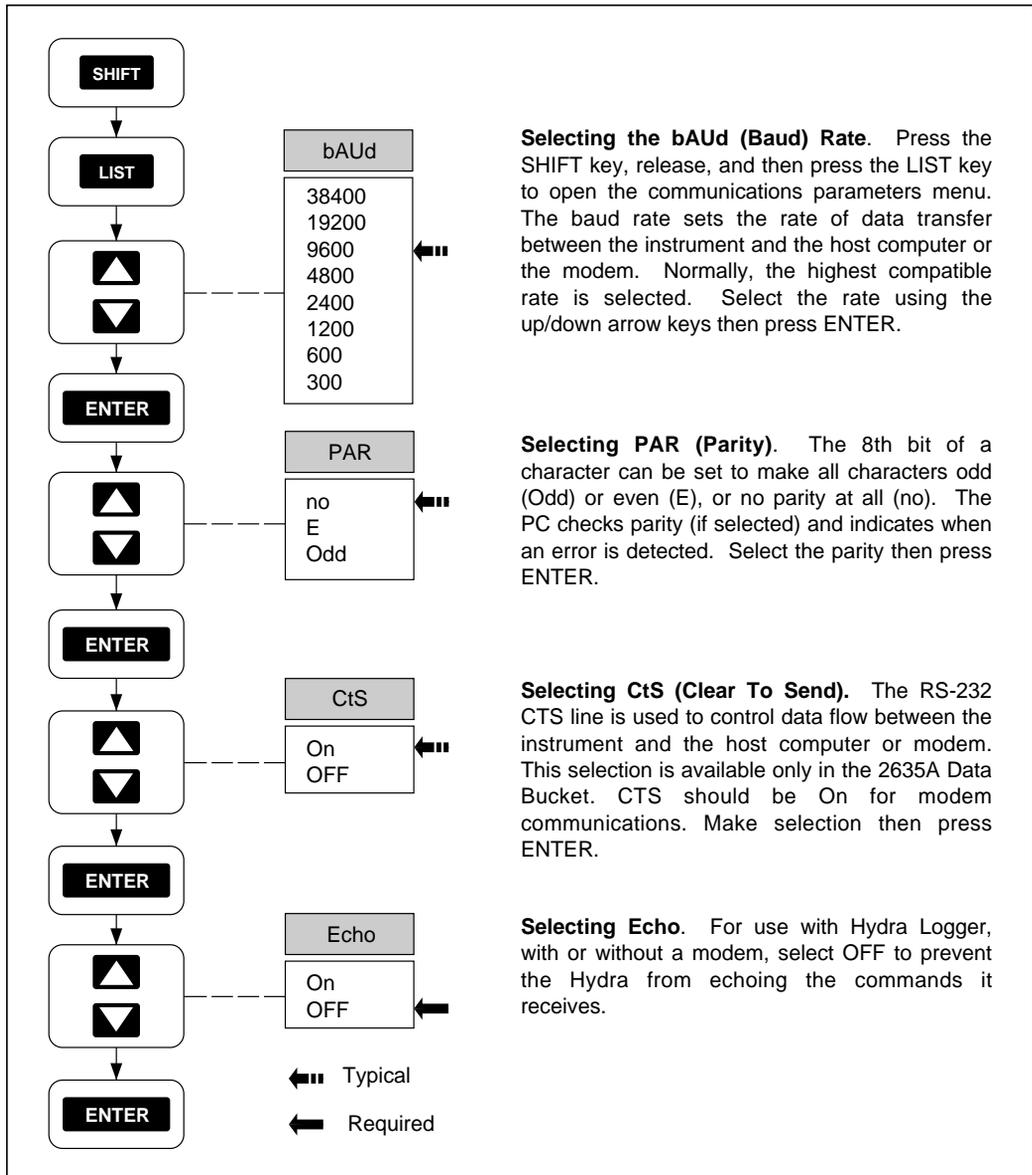 SHIFT
LIST
bAUd
38400
19200
9600
4800
2400
1200
600
300
Selecting the bAUd (Baud) Rate. Press the
SHIFT key, release, and then press the LIST key
to open the communications parameters menu.
The baud rate sets the rate of data transfer
between the instrument and the host computer or
the modem. Normally, the highest compatible
rate is selected. Select the rate using the
up/down arrow keys then press ENTER.
ENTER
PAR
no
E
Odd
Selecting PAR (Parity). The 8th bit of a
character can be set to make all characters odd
(Odd) or even (E), or no parity at all (no). The
PC checks parity (if selected) and indicates when
an error is detected. Select the parity then press
ENTER.
ENTER
CtS
On
OFF
Selecting CtS (Clear To Send). The RS-232
CTS line is used to control data flow between the
instrument and the host computer or modem.
This selection is available only in the 2635A Data
Bucket. CTS should be On for modem
communications. Make selection then press
ENTER.
ENTER
Echo
On
OFF
Selecting Echo. For use with Hydra Logger,
with or without a modem, select OFF to prevent
the Hydra from echoing the commands it
receives.
ENTER
Typical
Required